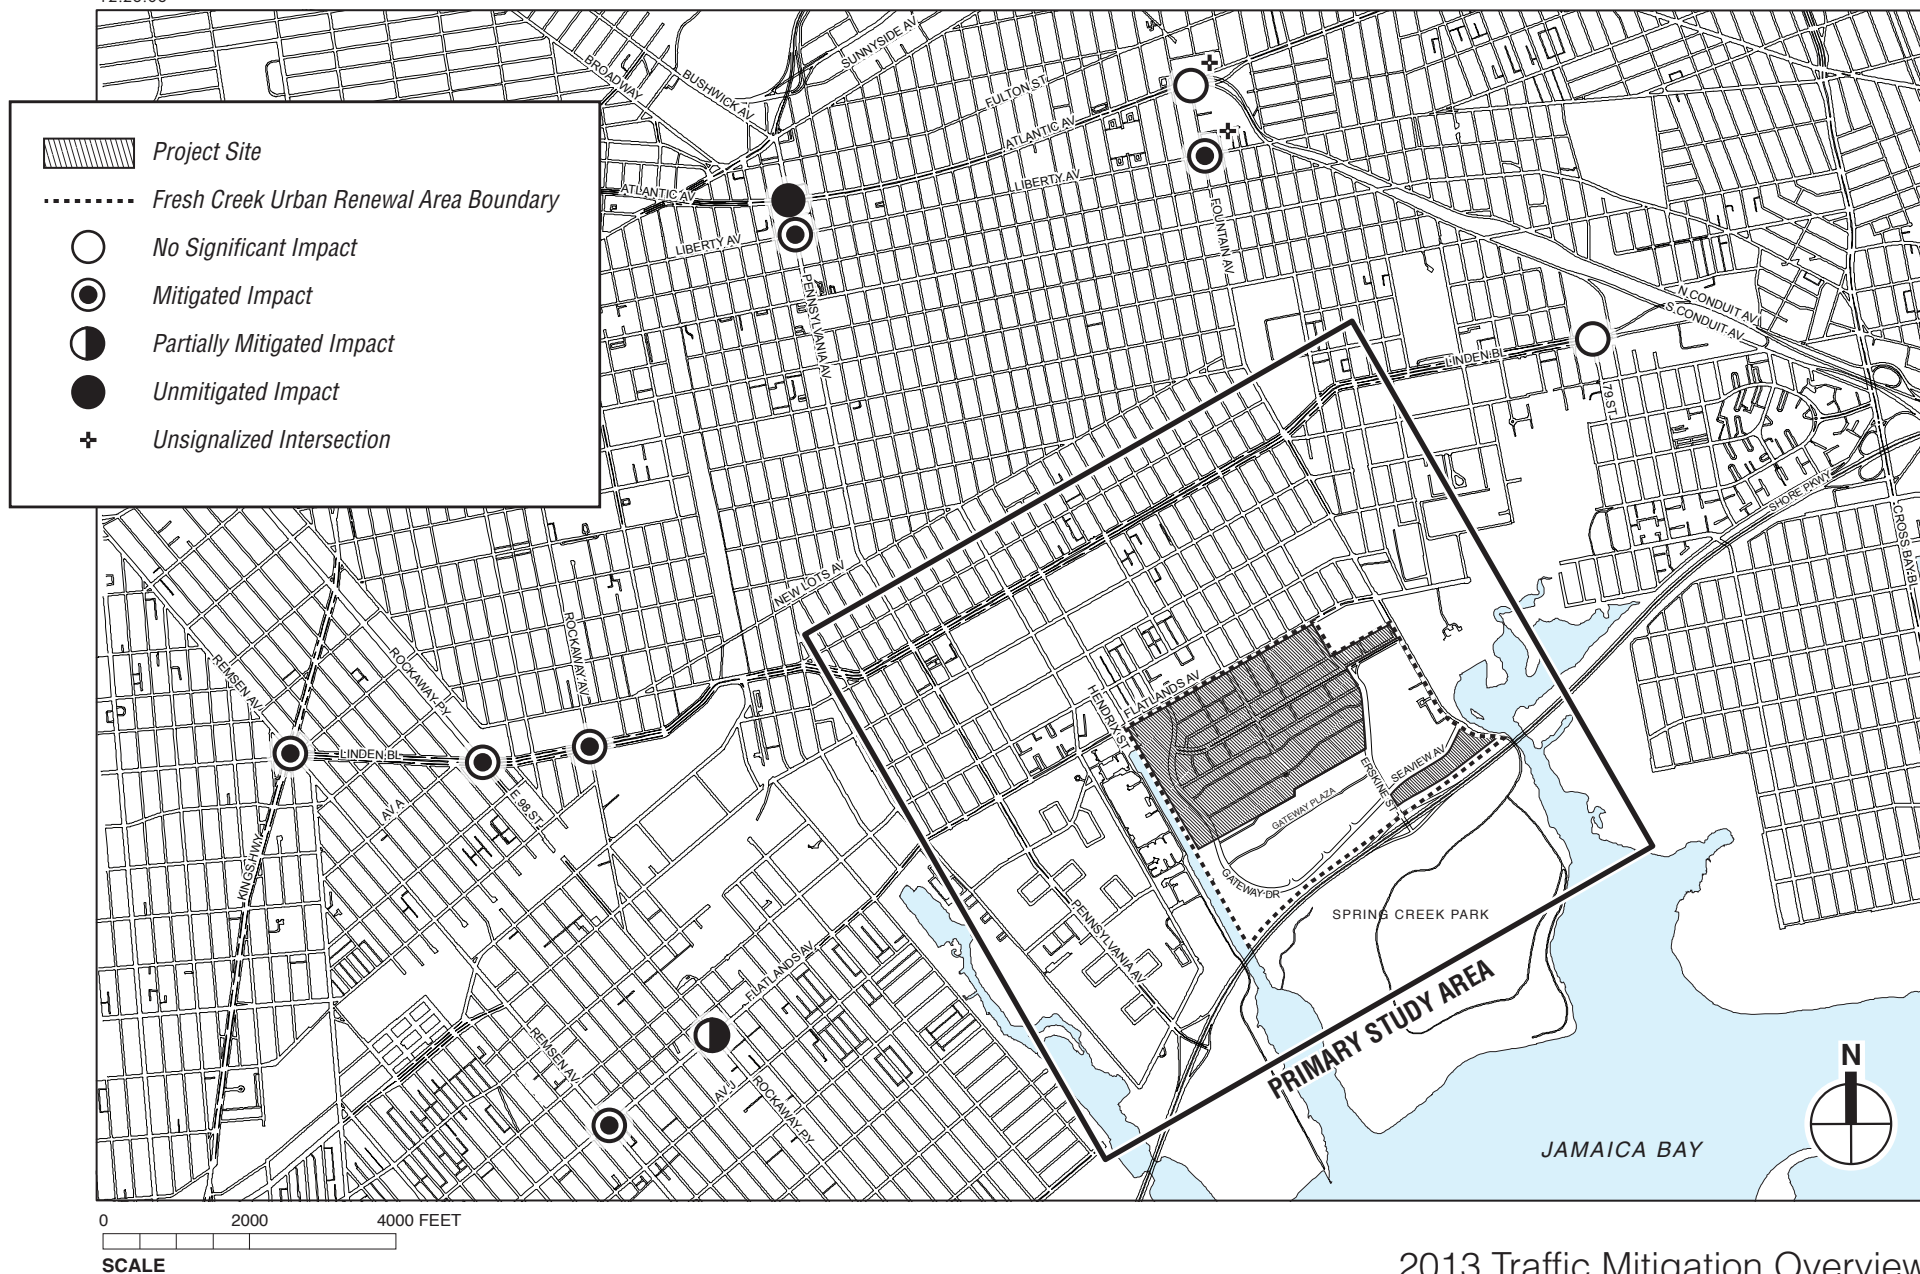 SUNNYSIDE AV
BROADWAY
BUSHWICK AV
FULTON ST.
ATLANTIC AV
LIBERTY AV
Project Site
Fresh Creek Urban Renewal Area Boundary
No Significant Impact
Mitigated Impact
Partially Mitigated Impact
Unmitigated Impact
Unsignalized Intersection
ATLANTIC AV
LIBERTY AV
PENNSYLVANIA AV
FOUNTAIN AV
N CONDUIT AV
S CONDUIT AV
LINDEN BL
79 ST.
SHORE PKWY
CROSS BAY BL
NEW LOTS AV
ROCKAWAY AV
ROCKAWAY PY
REMSEN AV
LINDEN BL
AV A
E 98 ST.
KINGS HWY
HENDRIX ST.
FLATLANDS AV
ERSKINE ST.
SEAVIEW AV
GATEWAY PLAZA
GATEWAY DR
SPRING CREEK PARK
PENNSYLVANIA AV
FLATLANDS AV
REMSEN AV
AV J
ROCKAWAY PY
PRIMARY STUDY AREA
JAMAICA BAY
N
0 2000 4000 FEET
SCALE
2013 Traffic Mitigation Overview